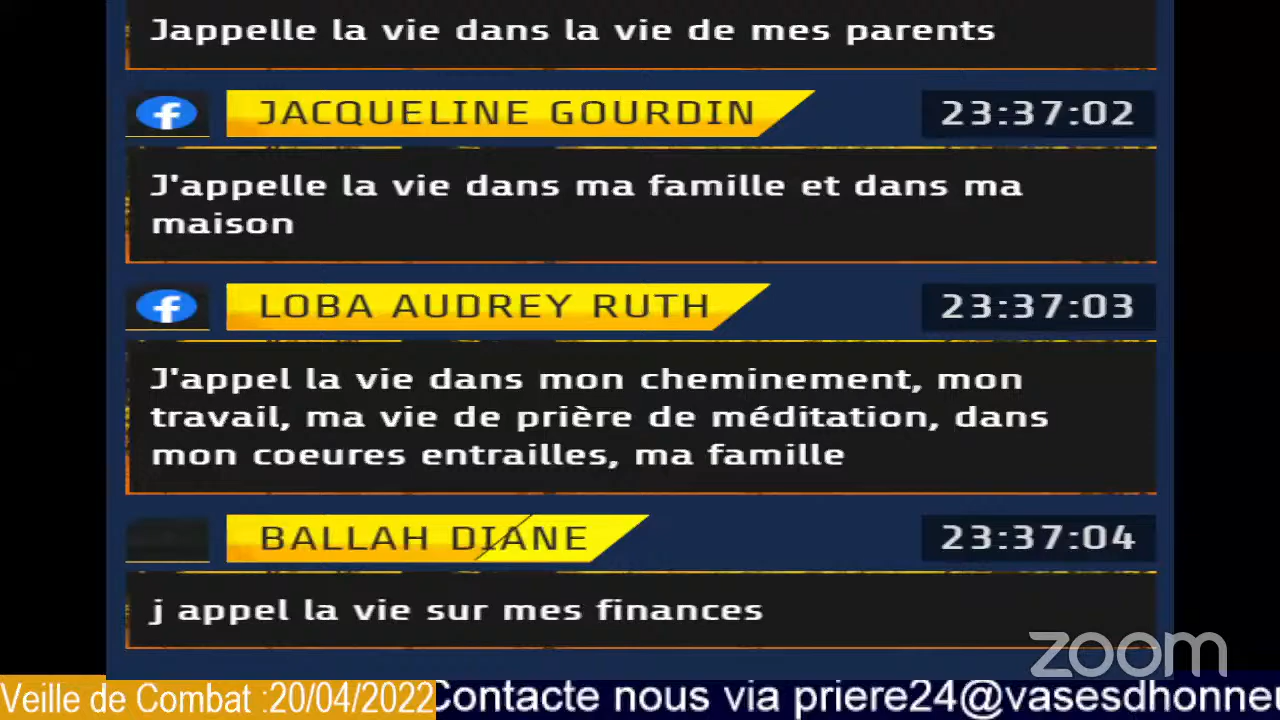 Jappelle la vie dans la vie de mes parents
JACQUELINE GOURDIN 23:37:02
J'appelle la vie dans ma famille et dans ma
maison
LOBA AUDREY RUTH 23:37:03
J'appel la vie dans mon cheminement, mon
travail, ma vie de prière de méditation, dans
mon coeures entrailles, ma famille
BALLAH DIANE 23:37:04
j appel la vie sur mes finances
zoom
Veille de Combat :20/04/2022 Contacte nous via priere24@vasesdhonne